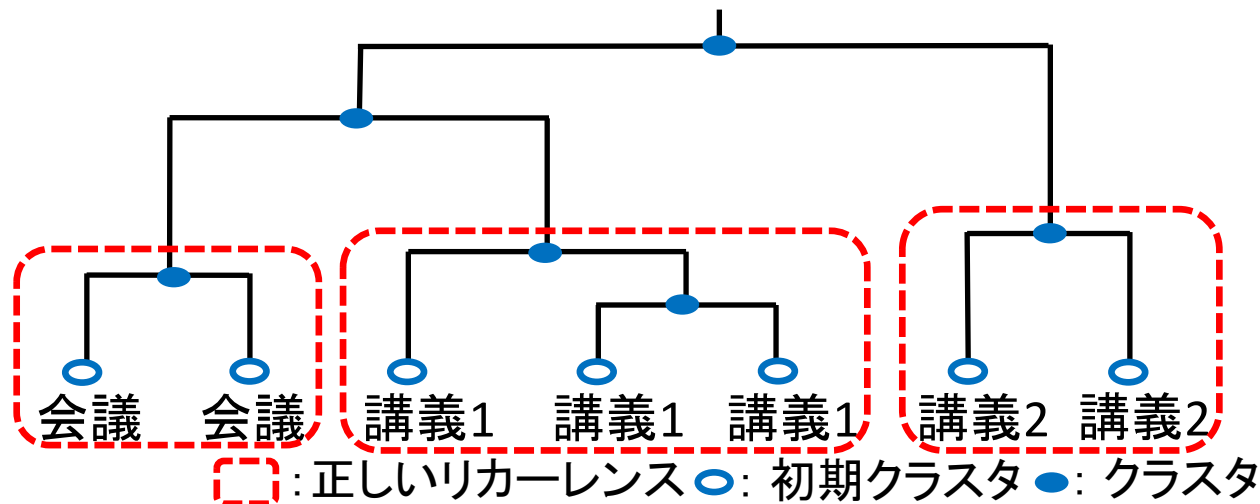 会議 会議 講義1 講義1 講義1 講義2 講義2
:正しいリカーレンス : 初期クラスタ : クラスタ